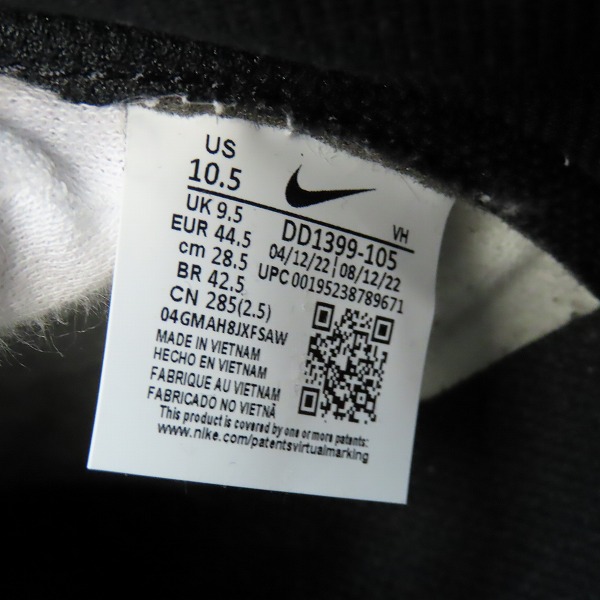 US
10.5
UK 9.5
EUR 44.5
cm 28.5
BR 42.5
CN 285(2.5)
04GMAH8JXFSAW
VH
DD1399-105
04/12/22 | 08/12/22
UPC 00195238789671
MADE IN VIETNAM
HECHO EN VIETNAM
FABRIQUE AU VIETNAM
FABRICADO NO VIETNÃ
This product is covered by one or more patents:
www.nike.com/patentsvirtualmarking